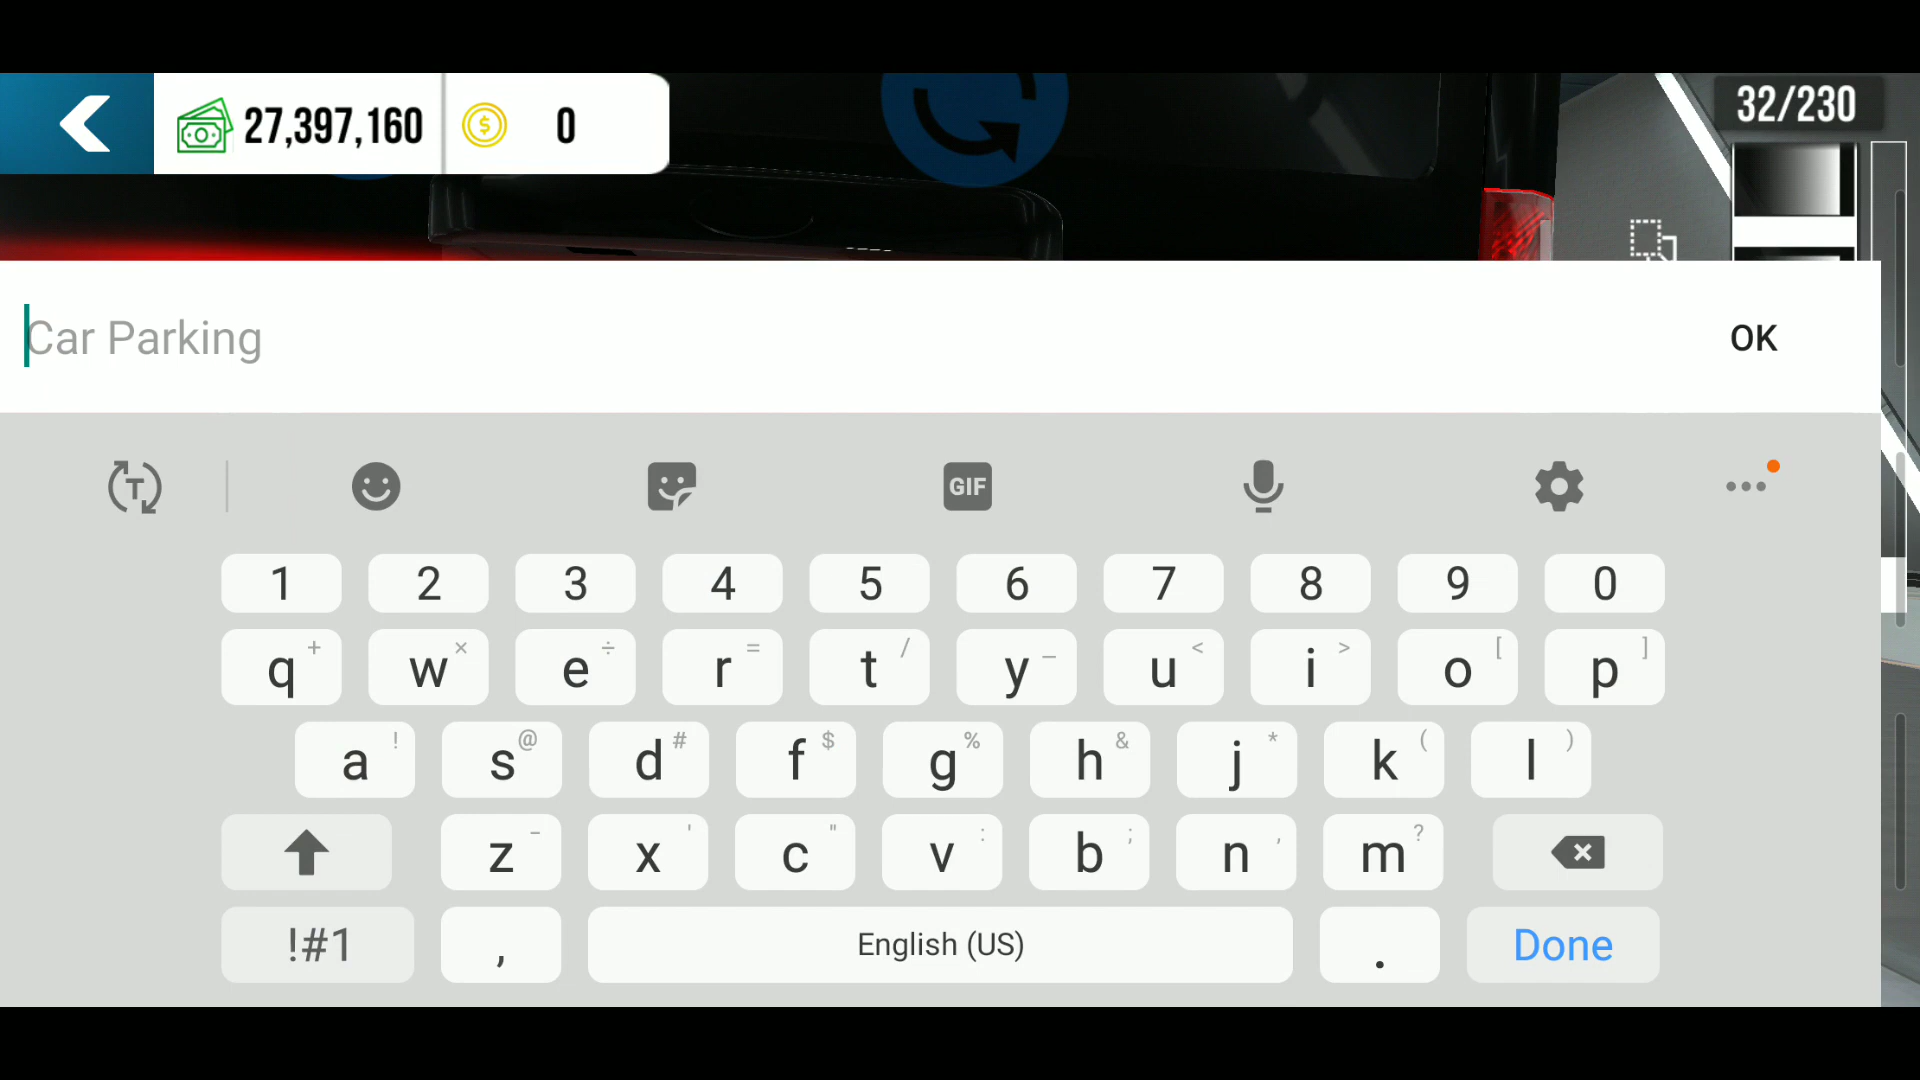 27,397,160 0 32/230
Car Parking OK
T GIF
1 2 3 4 5 6 7 8 9 0
q + w × e ÷ r = t / y _ u < i > o [ p ]
a ! s @ d # f $ g % h & j * k ( l )
z - x ' c " v : b ; n , m ?
!#1 , English (US) . Done